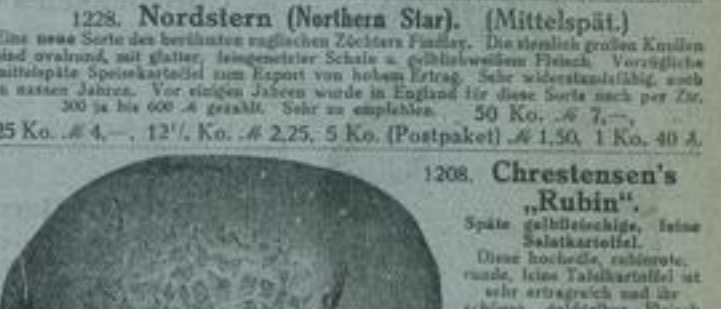 1228. Nordstern (Northern Star). (Mittelspät.)
Eine neue Sorte des berühmten englischen Züchters Findlay. Die ziemlich großen Knollen
sind ovalrund, mit glatter, feingenetzter Schale u. gelblichweißem Fleisch. Vorzügliche
mittelspäte Speisekartoffel zum Export von hohem Ertrag. Sehr widerstandsfähig, auch
in nassen Jahren. Vor einigen Jahren wurde in England für diese Sorte noch per Ztr.
300 ja bis 600 ℳ gezahlt. Sehr zu empfehlen. 50 Ko. ℳ 7,—,
25 Ko. ℳ 4,—, 12½ Ko. ℳ 2,25, 5 Ko. (Postpaket) ℳ 1,50, 1 Ko. 40 ₰.
1208. Chrestensen's
„Rubin“.
Späte gelbfleischige, feine
Salatkartoffel.
Diese hochedle, rubinrote,
runde, feine Tafelkartoffel ist
sehr ertragreich und ihr